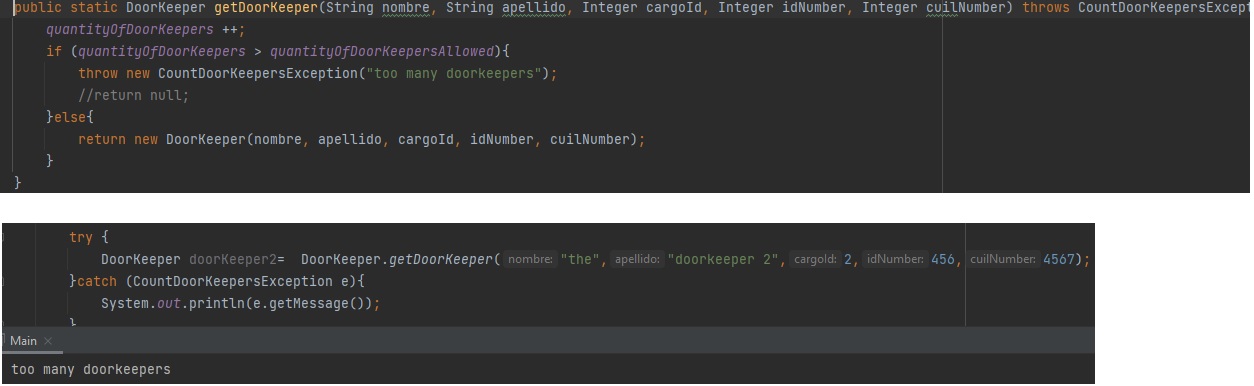 public static DoorKeeper getDoorKeeper(String nombre, String apellido, Integer cargoId, Integer idNumber, Integer cuilNumber) throws CountDoorKeepersExcept
quantityOfDoorKeepers ++;
if (quantityOfDoorKeepers > quantityOfDoorKeepersAllowed){
throw new CountDoorKeepersException("too many doorkeepers");
//return null;
}else{
return new DoorKeeper(nombre, apellido, cargoId, idNumber, cuilNumber);
}
}
try {
DoorKeeper doorKeeper2= DoorKeeper.getDoorKeeper( nombre: "the", apellido: "doorkeeper 2", cargoId: 2, idNumber: 456, cuilNumber: 4567);
}catch (CountDoorKeepersException e){
System.out.println(e.getMessage());
}
Main ×
too many doorkeepers